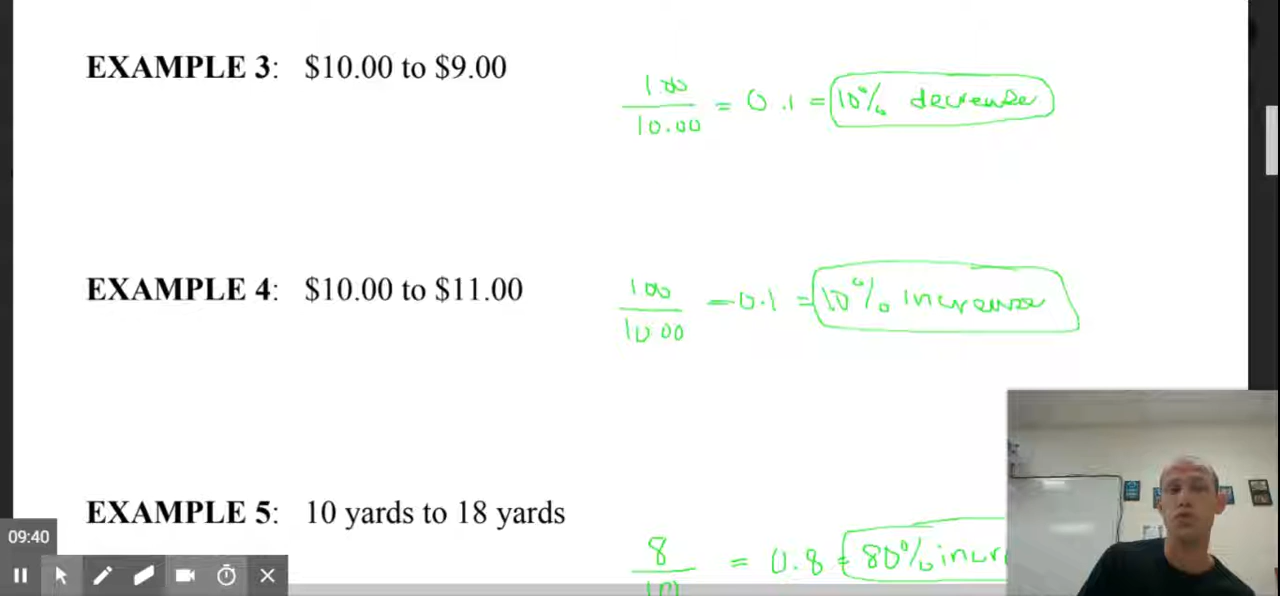 EXAMPLE 3: $10.00 to $9.00
1.00
10.00
= 0.1 = 10% decrease
EXAMPLE 4: $10.00 to $11.00
1 00
10.00
= 0.1 = 10% increase
EXAMPLE 5: 10 yards to 18 yards
8
10
= 0.8 = 80% incr
09:40